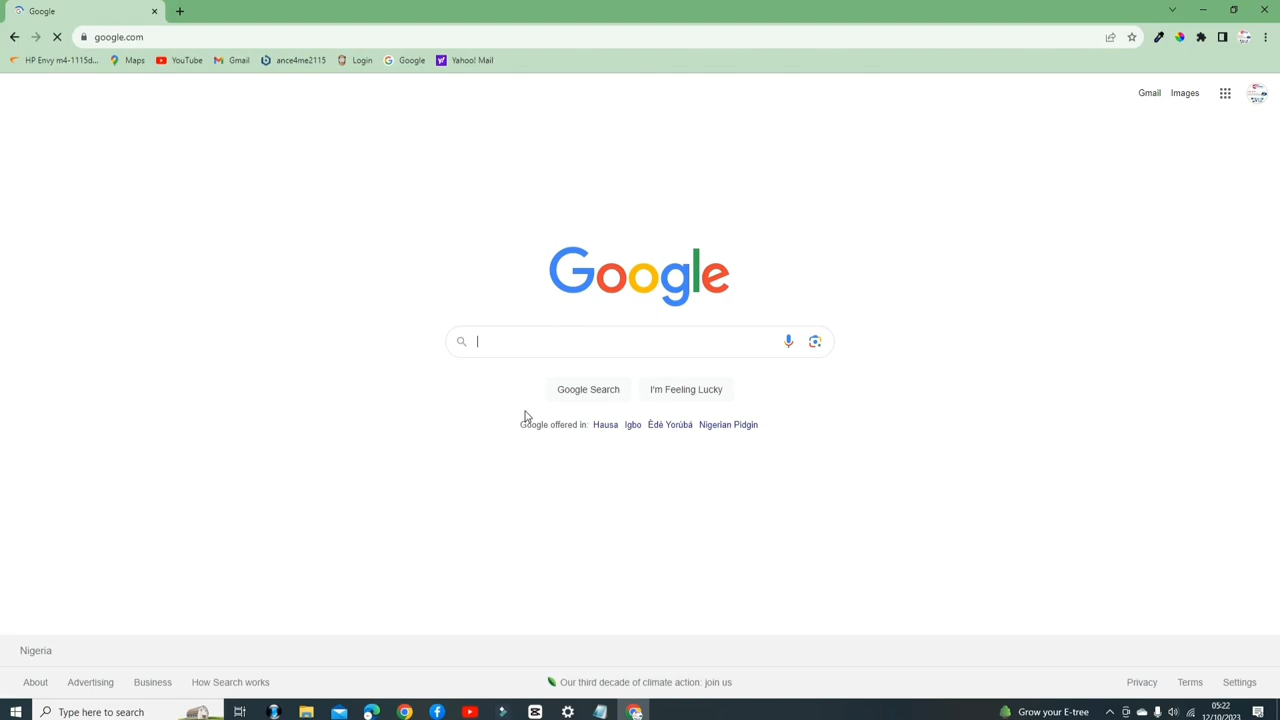 Google
google.com
HP Envy m4-1115d... Maps YouTube Gmail ance4me2115 Login Google Yahoo! Mail
Gmail Images
Google
Google Search I'm Feeling Lucky
Google offered in: Hausa Igbo Èdè Yorùbá Nigerian Pidgin
Nigeria
About Advertising Business How Search works Our third decade of climate action: join us Privacy Terms Settings
Type here to search Grow your E-tree 05:22
12/10/2023